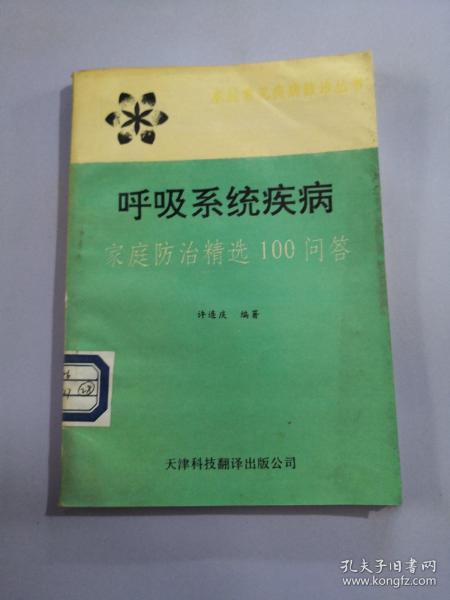 呼吸系统疾病
家庭防治精选100问答
许连庆 编著
天津科技翻译出版公司
孔夫子旧书网
www.kongfz.com